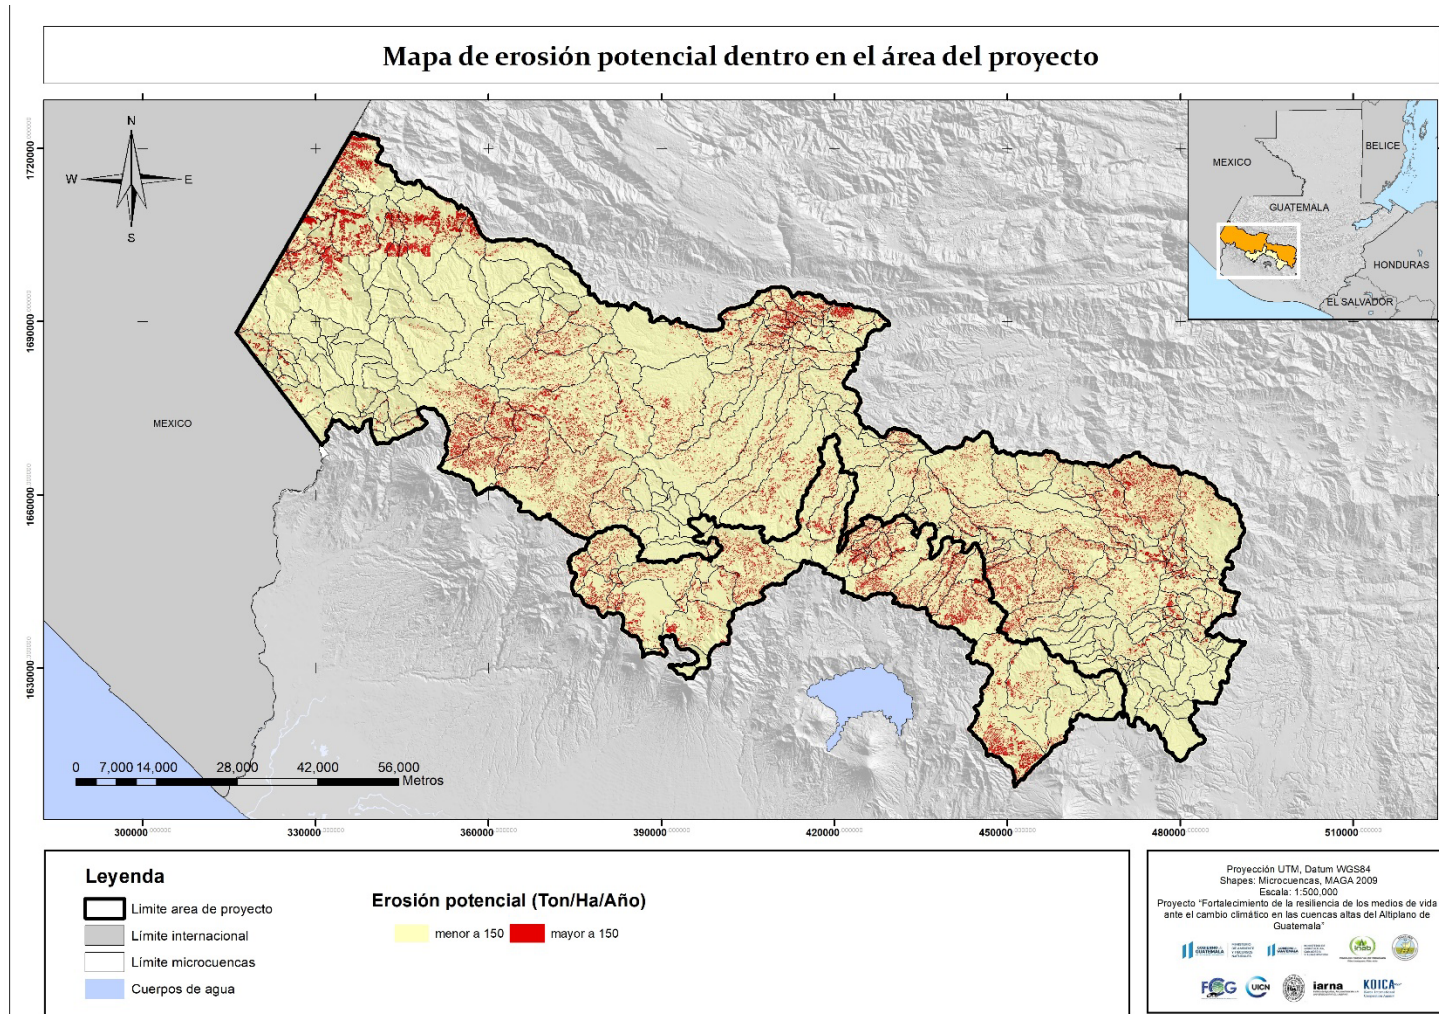 Mapa de erosión potencial dentro en el área del proyecto
N
W
E
S
MEXICO
BELICE
GUATEMALA
HONDURAS
EL SALVADOR
1720000
1690000
1660000
1630000
MEXICO
0 7,000 14,000 28,000 42,000 56,000
Metros
300000 330000 360000 390000 420000 450000 480000 510000
Leyenda
Limite area de proyecto
Límite internacional
Límite microcuencas
Cuerpos de agua
Erosión potencial (Ton/Ha/Año)
menor a 150
mayor a 150
Proyección UTM, Datum WGS84
Shapes: Microcuencas, MAGA 2009
Escala: 1:500,000
Proyecto "Fortalecimiento de la resiliencia de los medios de vida
ante el cambio climático en las cuencas altas del Altiplano de
Guatemala"
GUATEMALA
inab
FCG
UICN
iarna
KOICA